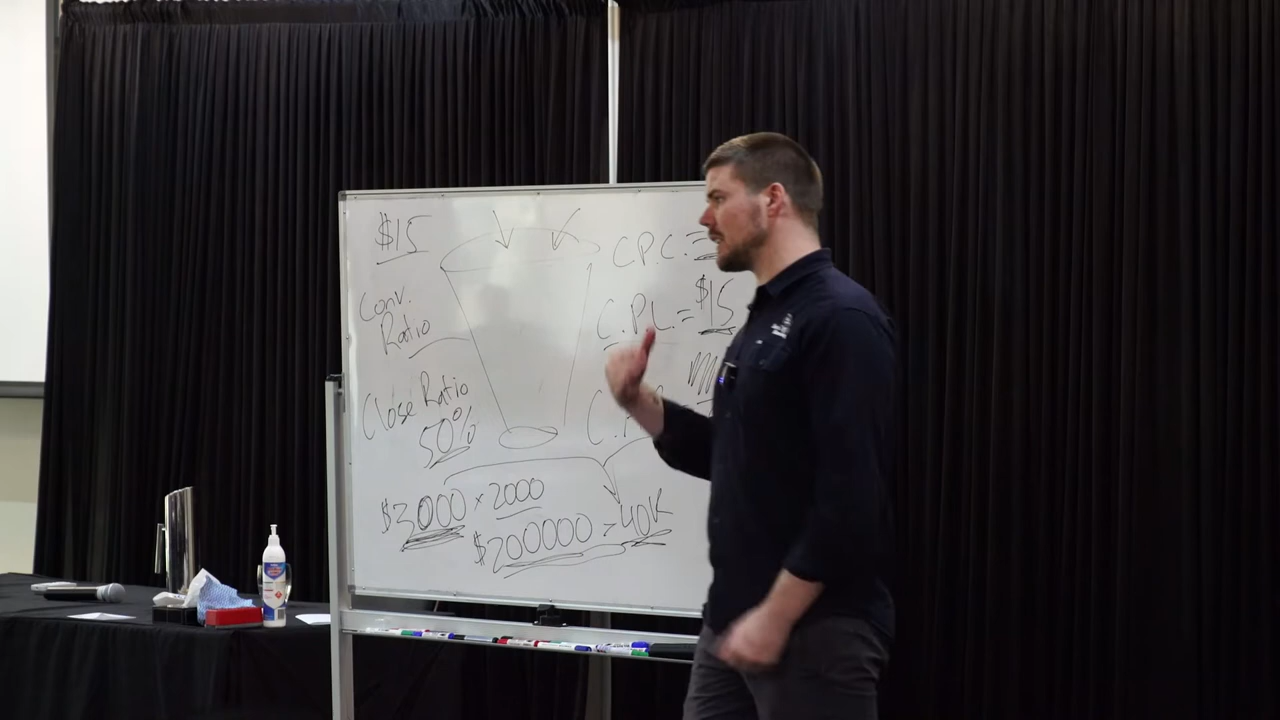 $15
C.P.C. =
Conv.
Ratio
C.P.L. = $15
Close Ratio
50%
$3000 x 2000
$200000 > 40K